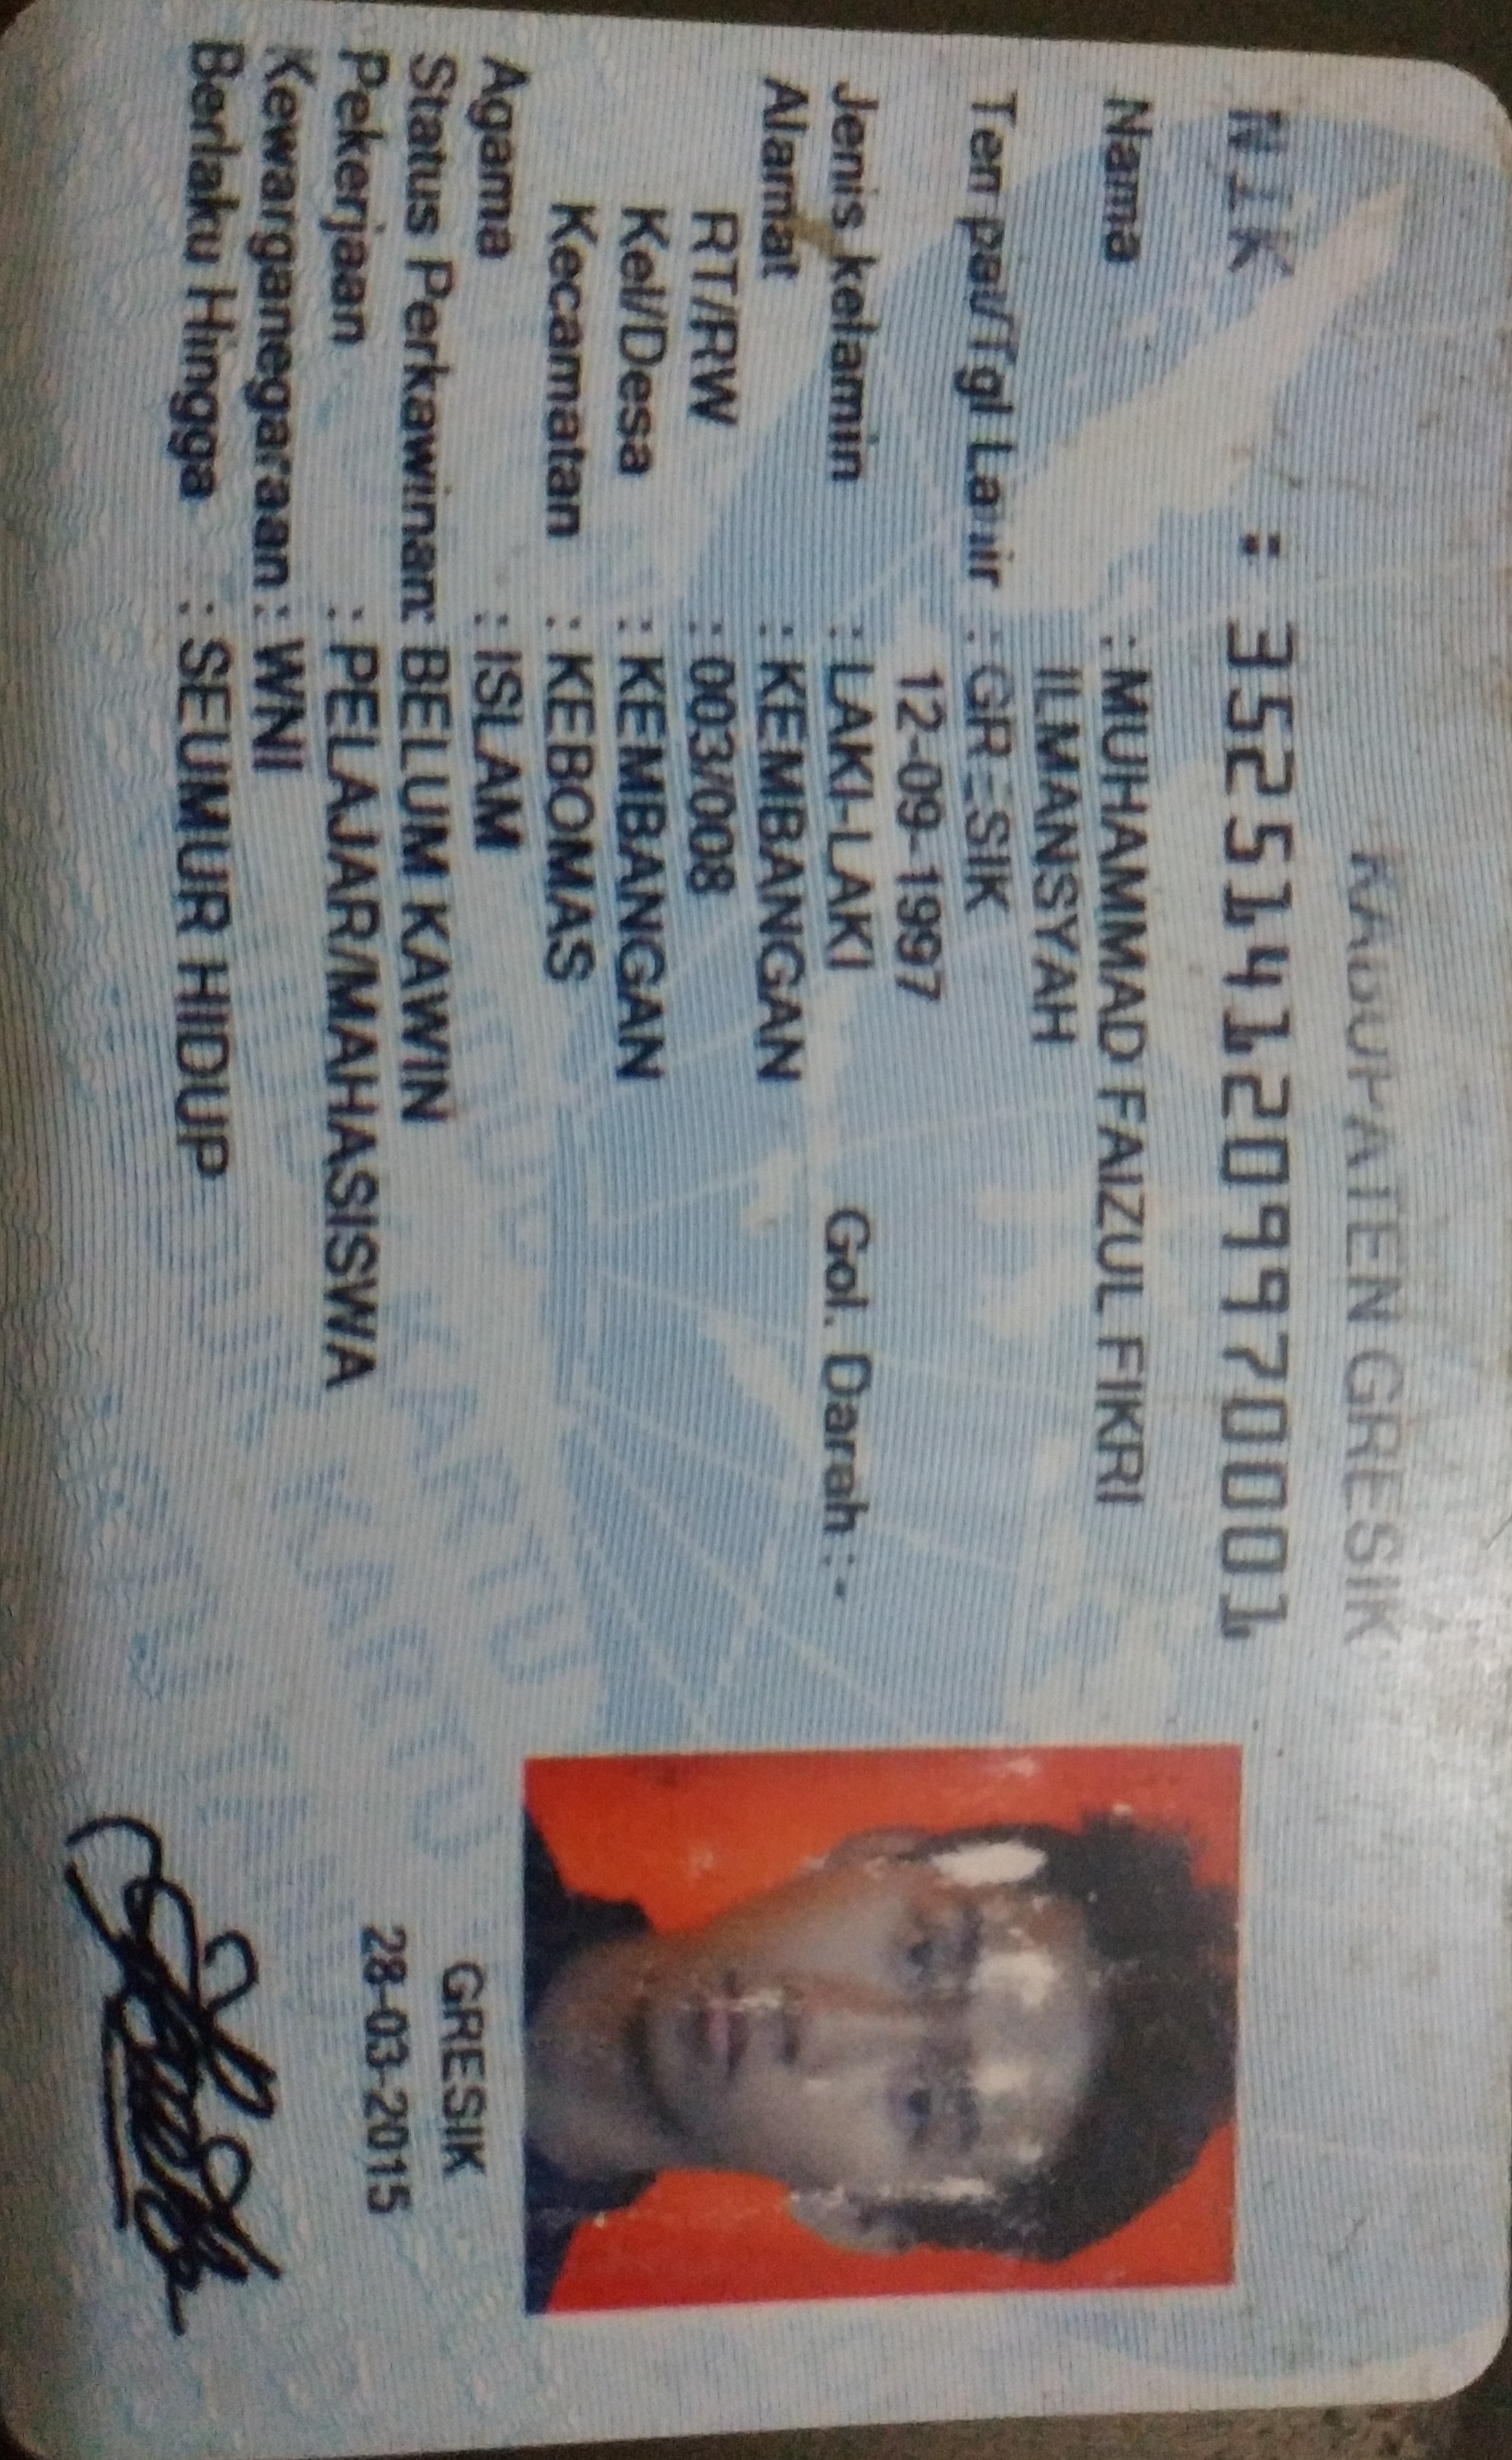 KABUPATEN GRESIK
NIK : 3525141209970001
Nama : MUHAMMAD FAIZUL FIKRI
ILMANSYAH
Tempat/Tgl Lahir : GRESIK
12-09-1997
Jenis kelamin : LAKI-LAKI Gol. Darah : -
Alamat : KEMBANGAN
RT/RW : 003/008
Kel/Desa : KEMBANGAN
Kecamatan : KEBOMAS
Agama : ISLAM
Status Perkawinan: BELUM KAWIN
Pekerjaan : PELAJAR/MAHASISWA
Kewarganegaraan : WNI
Berlaku Hingga : SEUMUR HIDUP
GRESIK
28-03-2015